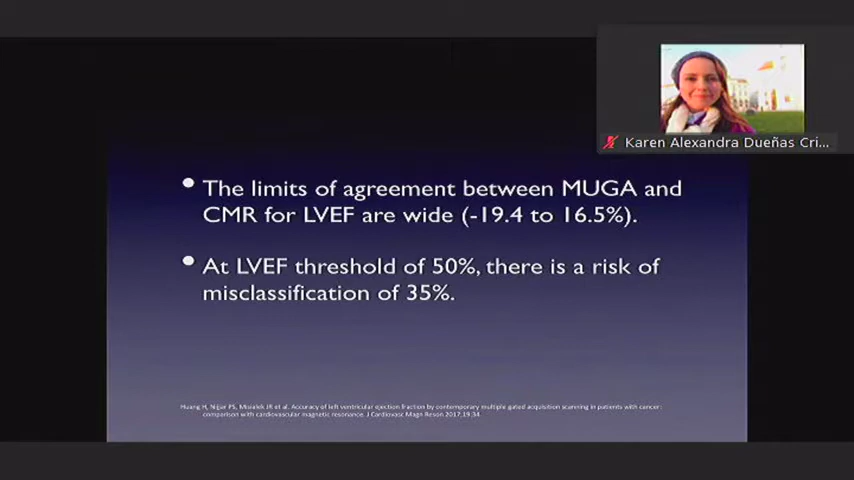 Karen Alexandra Dueñas Cri...
• The limits of agreement between MUGA and
CMR for LVEF are wide (-19.4 to 16.5%).
• At LVEF threshold of 50%, there is a risk of
misclassification of 35%.
Huang H, Nijjar PS, Misialek JR et al. Accuracy of left ventricular ejection fraction by contemporary multiple gated acquisition scanning in patients with cancer:
comparison with cardiovascular magnetic resonance. J Cardiovasc Magn Reson 2017;19:34.